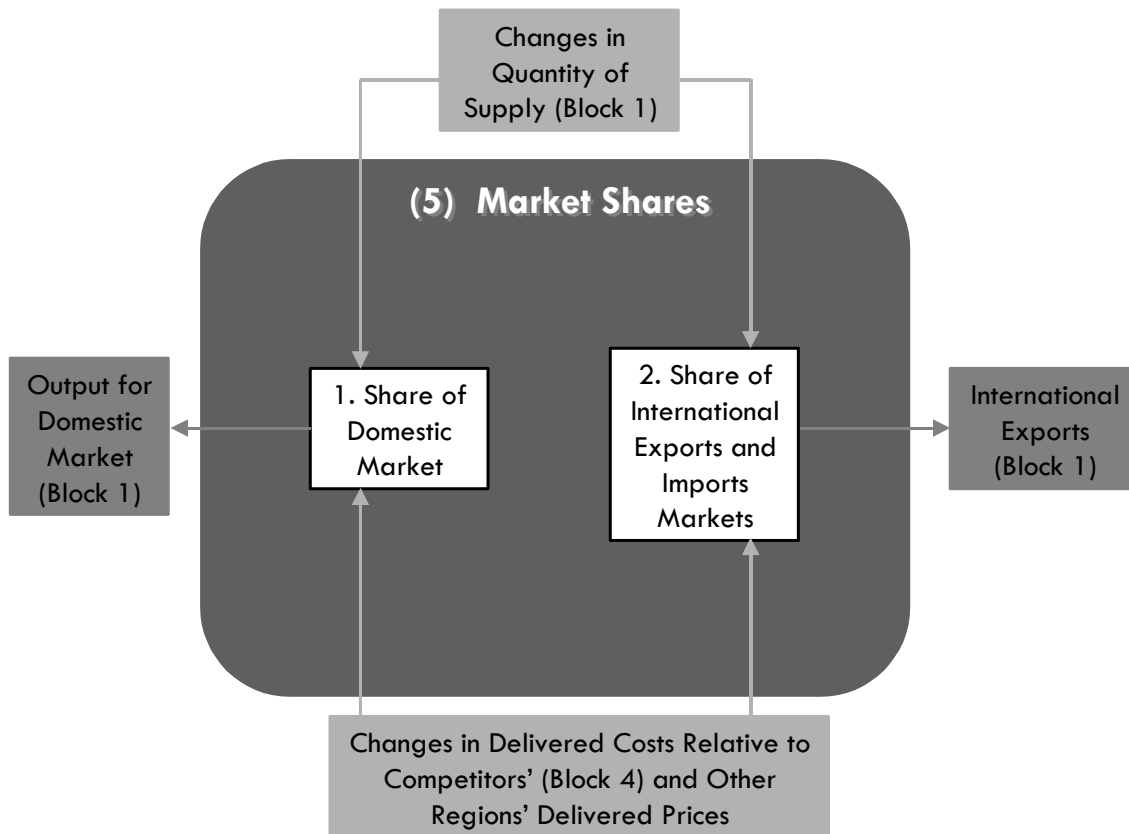 Changes in
Quantity of
Supply (Block 1)
(5) Market Shares
Output for
Domestic
Market
(Block 1)
1. Share of
Domestic
Market
2. Share of
International
Exports and
Imports
Markets
International
Exports
(Block 1)
Changes in Delivered Costs Relative to
Competitors’ (Block 4) and Other
Regions’ Delivered Prices